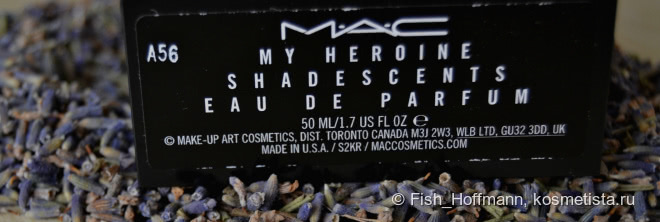 M·A·C
A56
MY HEROINE
SHADESCENTS
EAU DE PARFUM
50 ML/1.7 US FL OZ ℮
© MAKE-UP ART COSMETICS, DIST. TORONTO CANADA M3J 2W3, WLB LTD, GU32 3DD, UK
MADE IN U.S.A. / S2KR / MACCOSMETICS.COM
© Fish_Hoffmann, kosmetista.ru